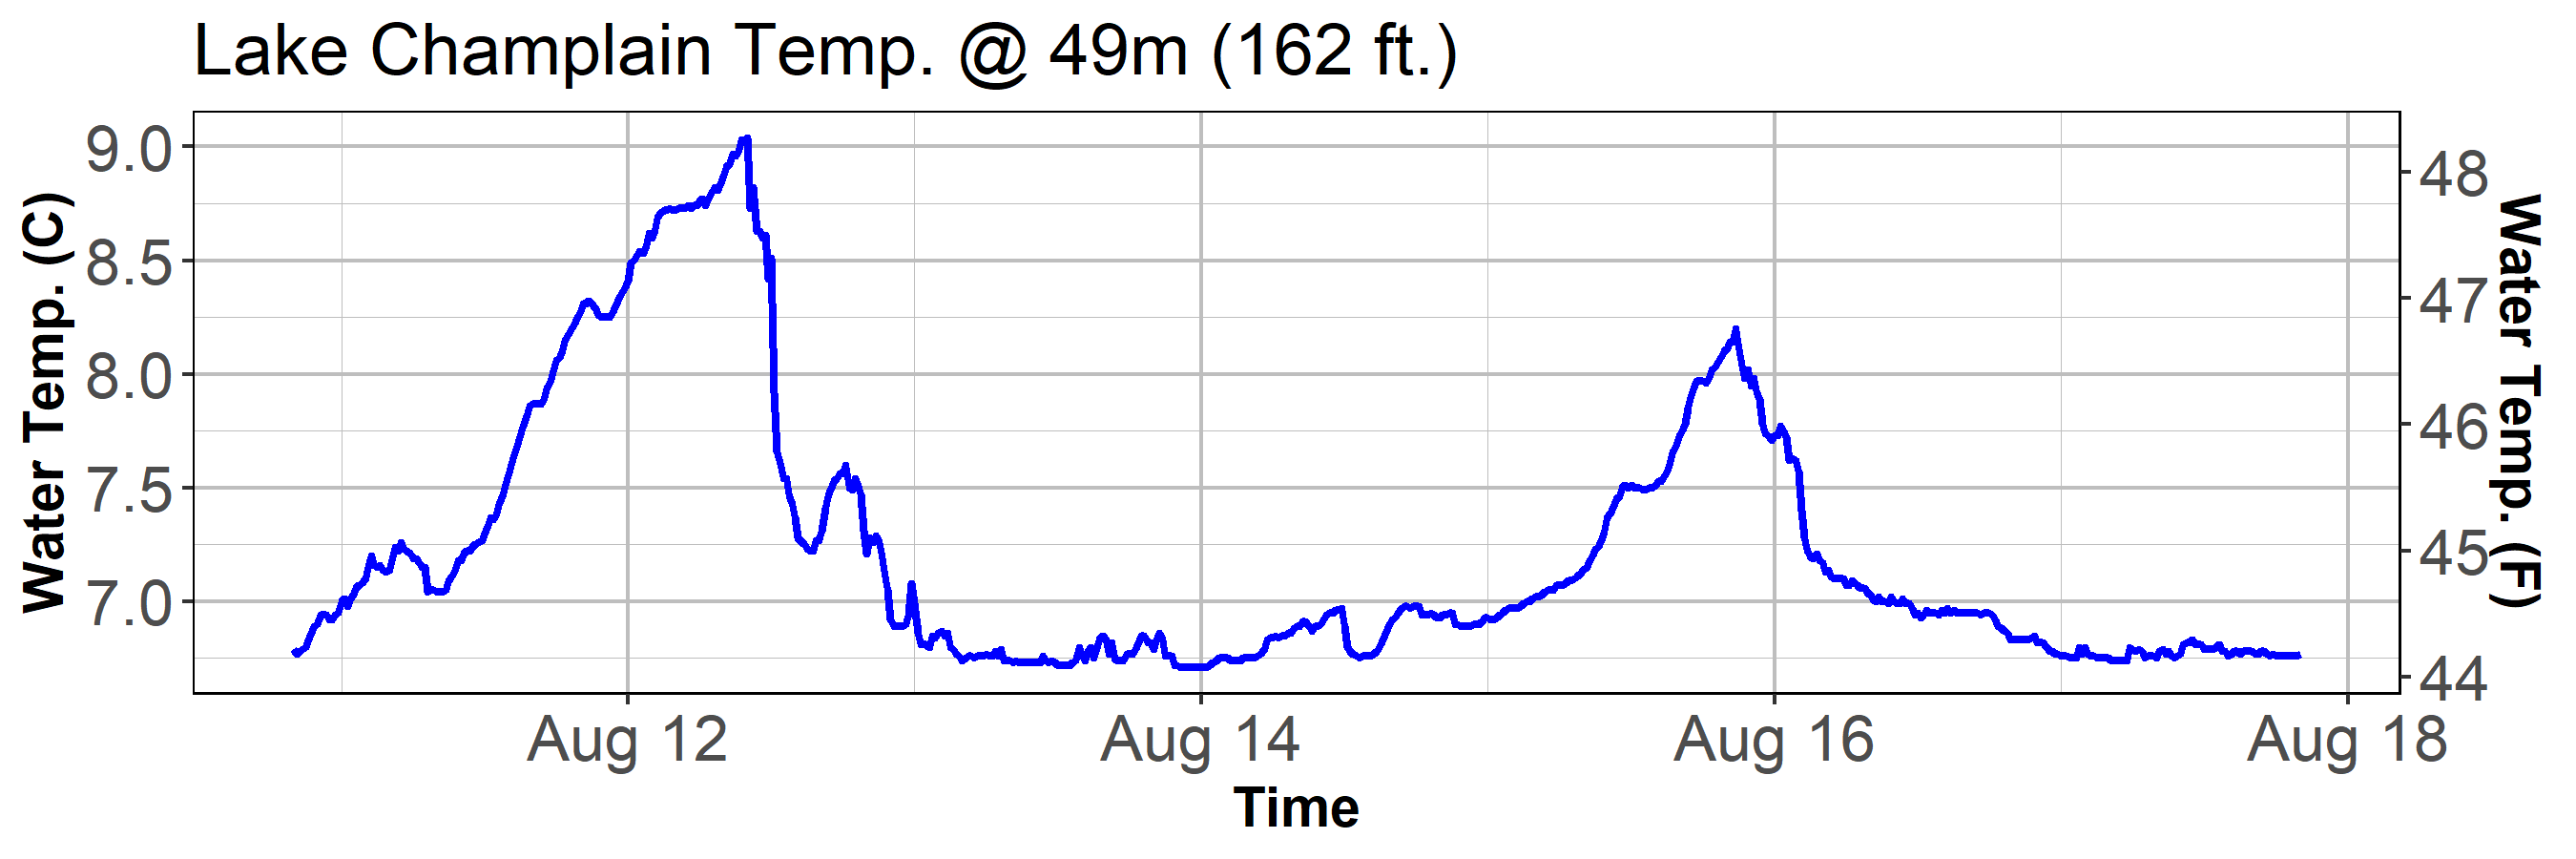 Lake Champlain Temp. @ 49m (162 ft.)
Water Temp. (C)
9.0
8.5
8.0
7.5
7.0
48
47
46
45
44
Water Temp. (F)
Aug 12 Aug 14 Aug 16 Aug 18
Time